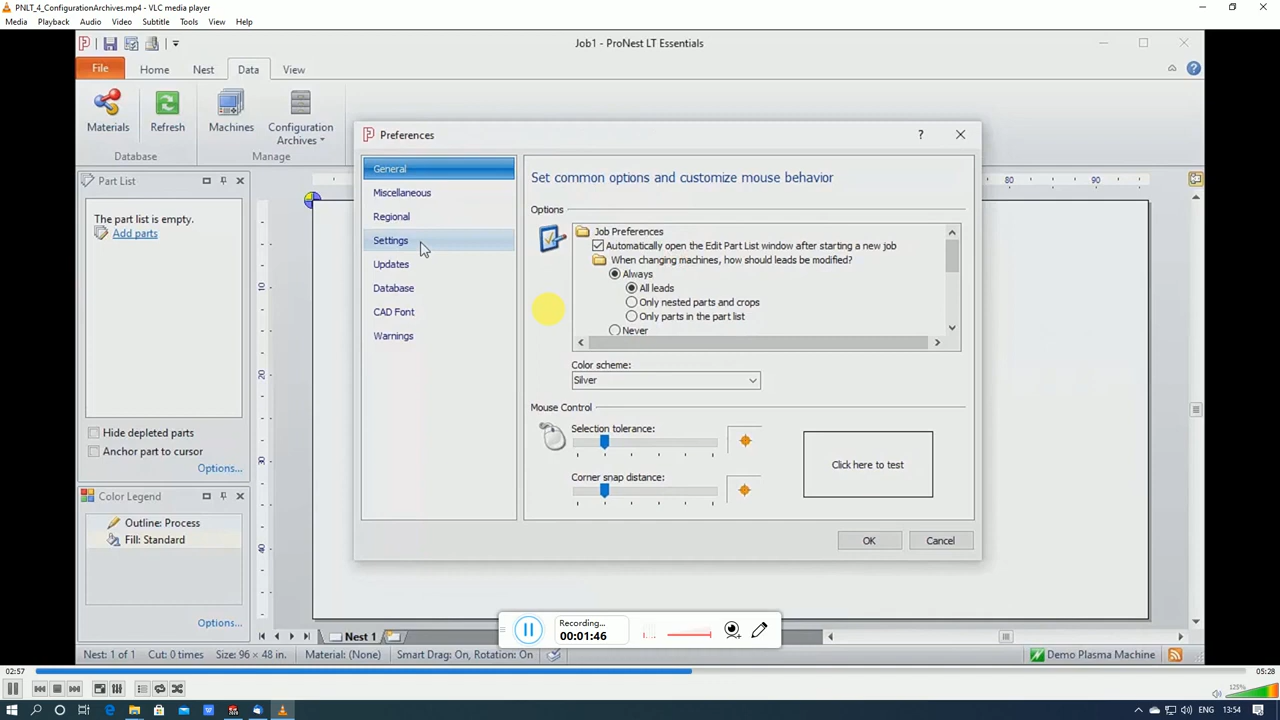 PNLT_4_ConfigurationArchives.mp4 - VLC media player
Media Playback Audio Video Subtitle Tools View Help
Job1 - ProNest LT Essentials
File Home Nest Data View
Materials Refresh Machines Configuration Archives
Database Manage
Part List
The part list is empty.
Add parts
Hide depleted parts
Anchor part to cursor
Options...
Color Legend
Outline: Process
Fill: Standard
Options...
Preferences
General
Miscellaneous
Regional
Settings
Updates
Database
CAD Font
Warnings
Set common options and customize mouse behavior
Options
Job Preferences
Automatically open the Edit Part List window after starting a new job
When changing machines, how should leads be modified?
Always
All leads
Only nested parts and crops
Only parts in the part list
Never
Color scheme:
Silver
Mouse Control
Selection tolerance:
Corner snap distance:
Click here to test
OK Cancel
80 90
20
30
40
Recording...
00:01:46
Nest 1
Nest: 1 of 1 Cut: 0 times Size: 96 × 48 in. Material: (None) Smart Drag: On, Rotation: On Demo Plasma Machine
02:57 05:28
125%
ENG 13:54